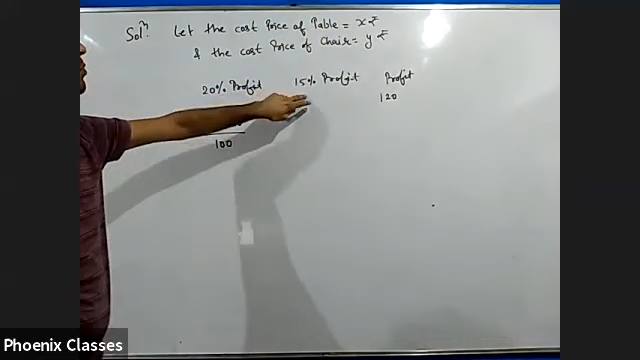 Solⁿ. Let the cost Price of Table = x ₹
& the cost Price of Chair = y ₹
20% Profit 15% Profit Profit
120
100
Phoenix Classes